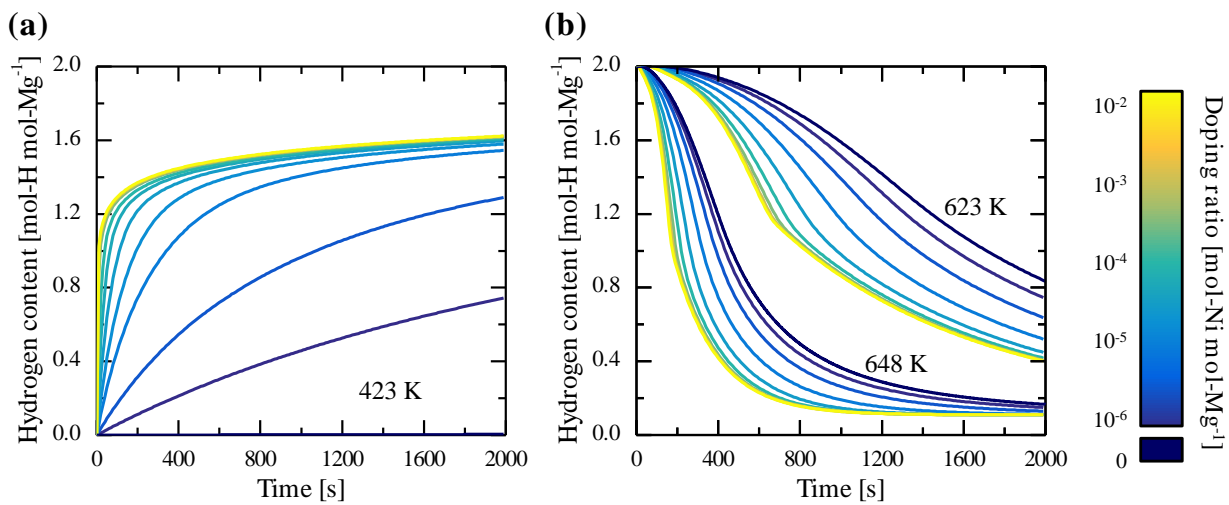 (a)
Hydrogen content [mol-H mol-Mg⁻¹]
2.0
1.6
1.2
0.8
0.4
0.0
423 K
0 400 800 1200 1600 2000
Time [s]
(b)
Hydrogen content [mol-H mol-Mg⁻¹]
2.0
1.6
1.2
0.8
0.4
0.0
623 K
648 K
0 400 800 1200 1600 2000
Time [s]
10⁻²
10⁻³
10⁻⁴
10⁻⁵
10⁻⁶
0
Doping ratio [mol-Ni mol-Mg⁻¹]